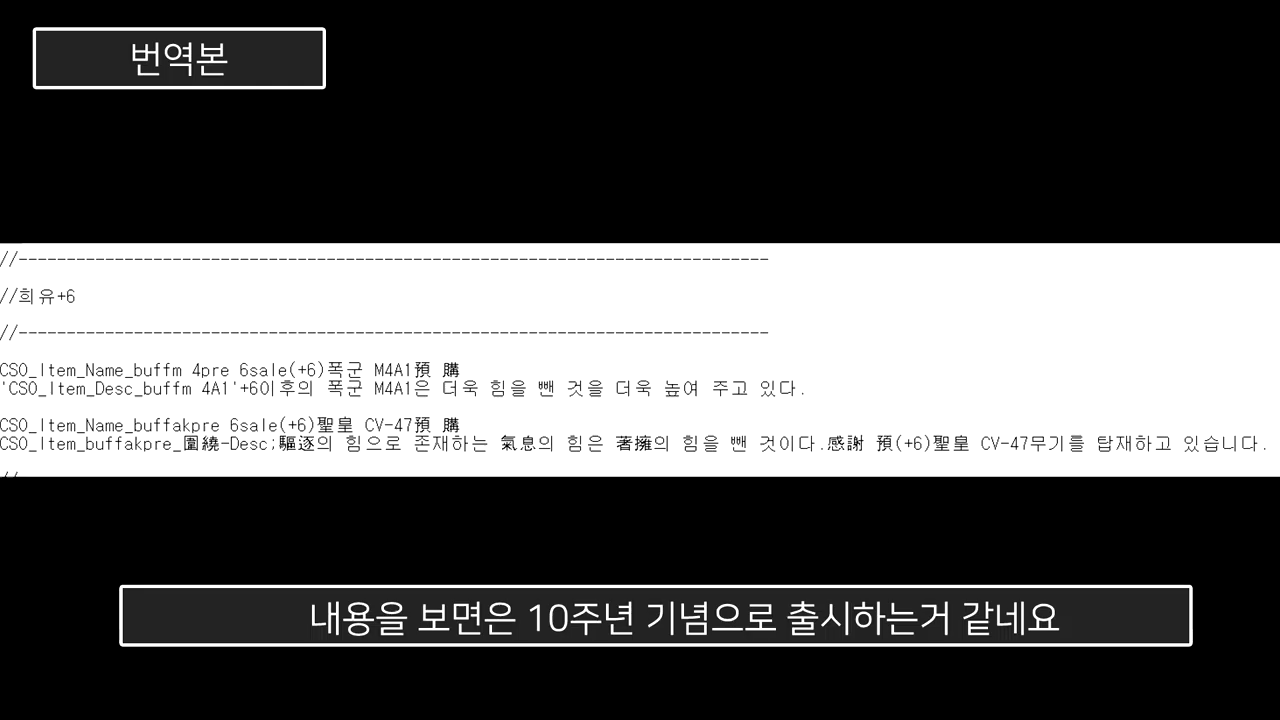 번역본
//------------------------------------------------------------------------------
//희유+6
//------------------------------------------------------------------------------
CSO_Item_Name_buffm 4pre 6sale(+6)폭군 M4A1預 購
'CSO_Item_Desc_buffm 4A1'+6이후의 폭군 M4A1은 더욱 힘을 뺀 것을 더욱 높여 주고 있다.
CSO_Item_Name_buffakpre 6sale(+6)聖皇 CV-47預 購
CSO_Item_buffakpre_圍繞-Desc;驅逐의 힘으로 존재하는 氣息의 힘은 著擁의 힘을 뺀 것이다.感謝 預(+6)聖皇 CV-47무기를 탑재하고 있습니다.
//
내용을 보면은 10주년 기념으로 출시하는거 같네요